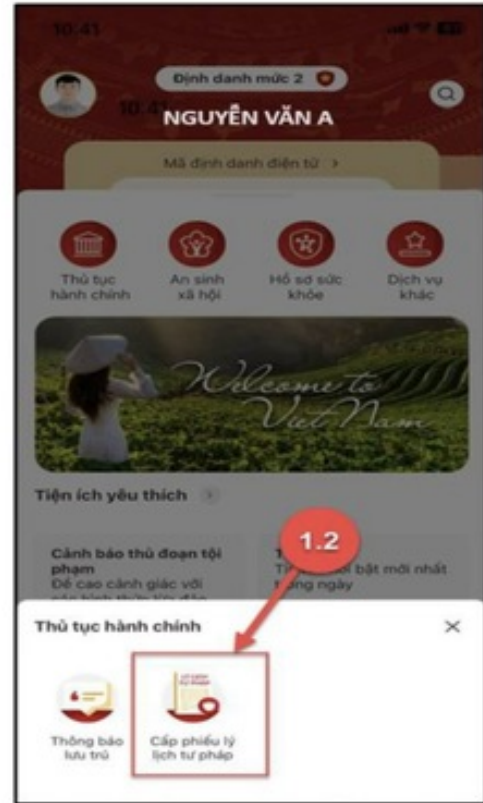 10:41
Định danh mức 2
NGUYỄN VĂN A
Mã định danh điện tử >
Thủ tục
hành chính
An sinh
xã hội
Hồ sơ sức
khỏe
Dịch vụ
khác
Welcome to
Viet Nam
Tiện ích yêu thích
1.2
Cảnh báo thủ đoạn tội
phạm
Đề cao cảnh giác với
bật mới nhất
trong ngày
Thủ tục hành chính
Thông báo
lưu trú
Cấp phiếu lý
lịch tư pháp